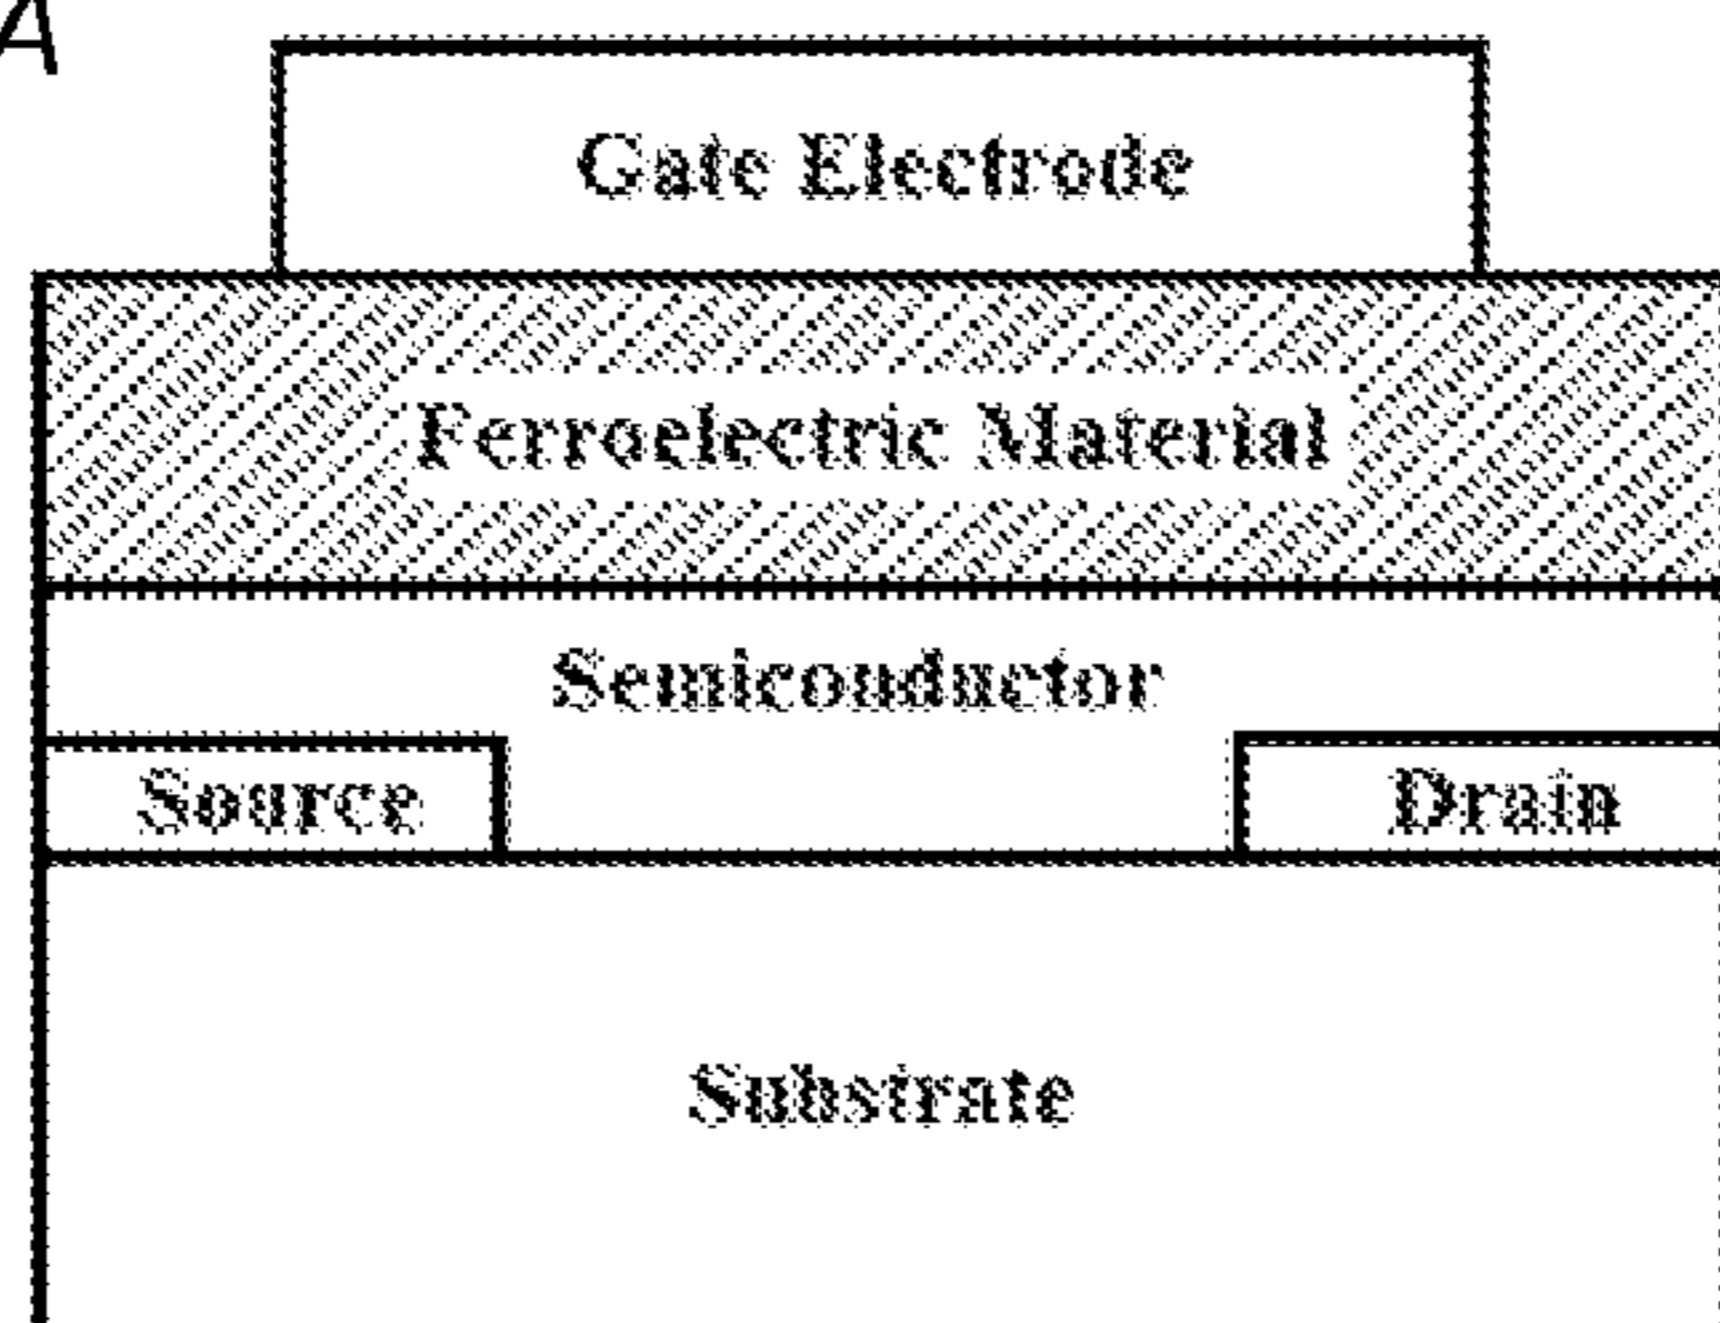 A
Gate Electrode
Ferroelectric Material
Semiconductor
Source
Drain
Substrate